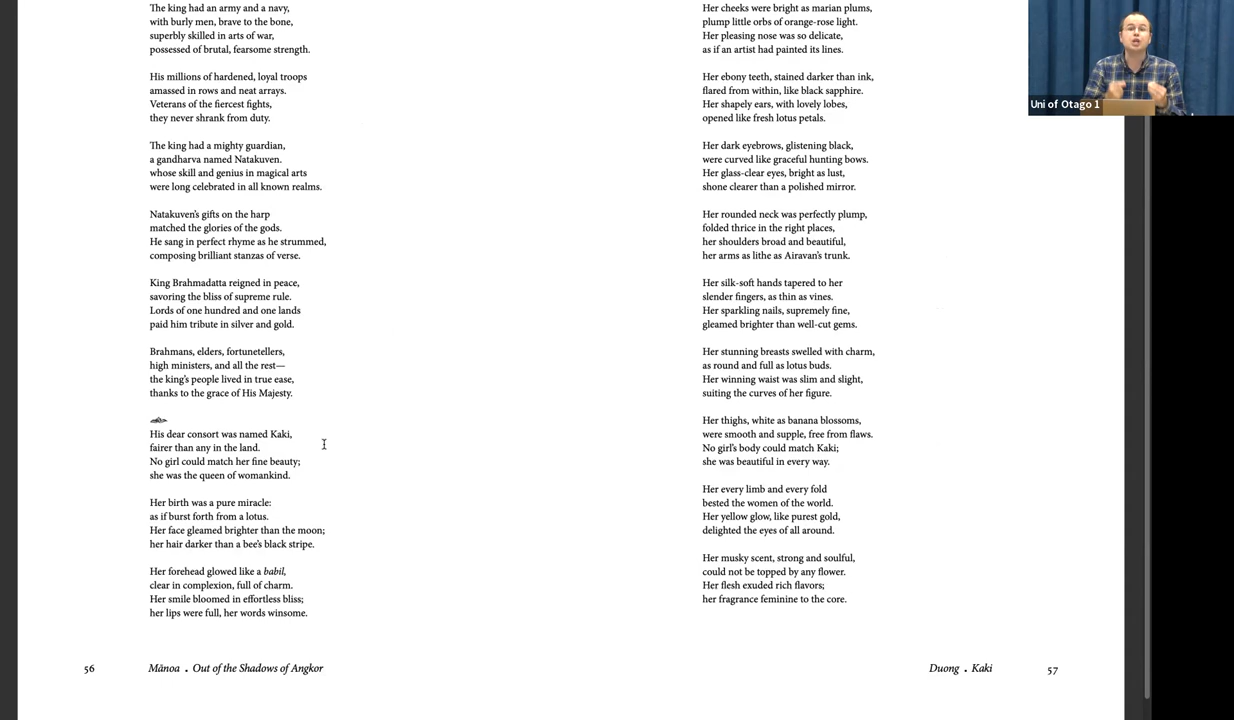 The king had an army and a navy,
with burly men, brave to the bone,
superbly skilled in arts of war,
possessed of brutal, fearsome strength.
His millions of hardened, loyal troops
amassed in rows and neat arrays.
Veterans of the fiercest fights,
they never shrank from duty.
The king had a mighty guardian,
a gandharva named Natakuven.
whose skill and genius in magical arts
were long celebrated in all known realms.
Natakuven's gifts on the harp
matched the glories of the gods.
He sang in perfect rhyme as he strummed,
composing brilliant stanzas of verse.
King Brahmadatta reigned in peace,
savoring the bliss of supreme rule.
Lords of one hundred and one lands
paid him tribute in silver and gold.
Brahmans, elders, fortunetellers,
high ministers, and all the rest—
the king's people lived in true ease,
thanks to the grace of His Majesty.
His dear consort was named Kaki,
fairer than any in the land.
No girl could match her fine beauty;
she was the queen of womankind.
Her birth was a pure miracle:
as if burst forth from a lotus.
Her face gleamed brighter than the moon;
her hair darker than a bee's black stripe.
Her forehead glowed like a babil,
clear in complexion, full of charm.
Her smile bloomed in effortless bliss;
her lips were full, her words winsome.
56 Mānoa . Out of the Shadows of Angkor
Her cheeks were bright as marian plums,
plump little orbs of orange-rose light.
Her pleasing nose was so delicate,
as if an artist had painted its lines.
Her ebony teeth, stained darker than ink,
flared from within, like black sapphire.
Her shapely ears, with lovely lobes,
opened like fresh lotus petals.
Her dark eyebrows, glistening black,
were curved like graceful hunting bows.
Her glass-clear eyes, bright as lust,
shone clearer than a polished mirror.
Her rounded neck was perfectly plump,
folded thrice in the right places,
her shoulders broad and beautiful,
her arms as lithe as Airavan's trunk.
Her silk-soft hands tapered to her
slender fingers, as thin as vines.
Her sparkling nails, supremely fine,
gleamed brighter than well-cut gems.
Her stunning breasts swelled with charm,
as round and full as lotus buds.
Her winning waist was slim and slight,
suiting the curves of her figure.
Her thighs, white as banana blossoms,
were smooth and supple, free from flaws.
No girl's body could match Kaki;
she was beautiful in every way.
Her every limb and every fold
bested the women of the world.
Her yellow glow, like purest gold,
delighted the eyes of all around.
Her musky scent, strong and soulful,
could not be topped by any flower.
Her flesh exuded rich flavors;
her fragrance feminine to the core.
Duong . Kaki 57
Uni of Otago 1